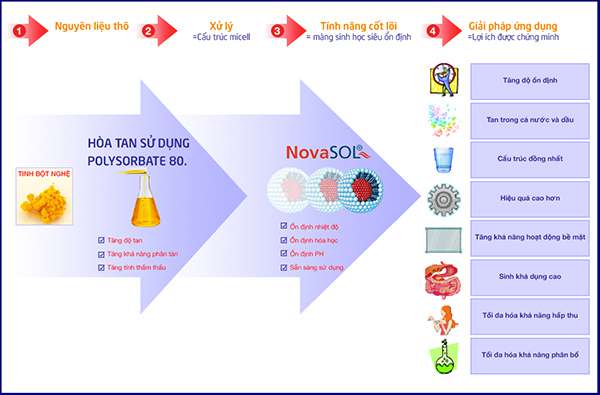 1
Nguyên liệu thô
2
Xử lý
=Cấu trúc micell
3
Tính năng cốt lõi
= màng sinh học siêu ổn định
4
Giải pháp ứng dụng
=Lợi ích được chứng minh
TINH BỘT NGHỆ
HÒA TAN SỬ DỤNG
POLYSORBATE 80.
Tăng độ tan
Tăng khả năng phân tán
Tăng tính thẩm thấu
NovaSOL®
Ổn định nhiệt độ
Ổn định hóa học
Ổn định PH
Sẵn sàng sử dụng
Tăng độ ổn định
Tan trong cả nước và dầu
Cấu trúc đồng nhất
Hiệu quả cao hơn
Tăng khả năng hoạt động bề mặt
Sinh khả dụng cao
Tối đa hóa khả năng hấp thu
Tối đa hóa khả năng phân bố